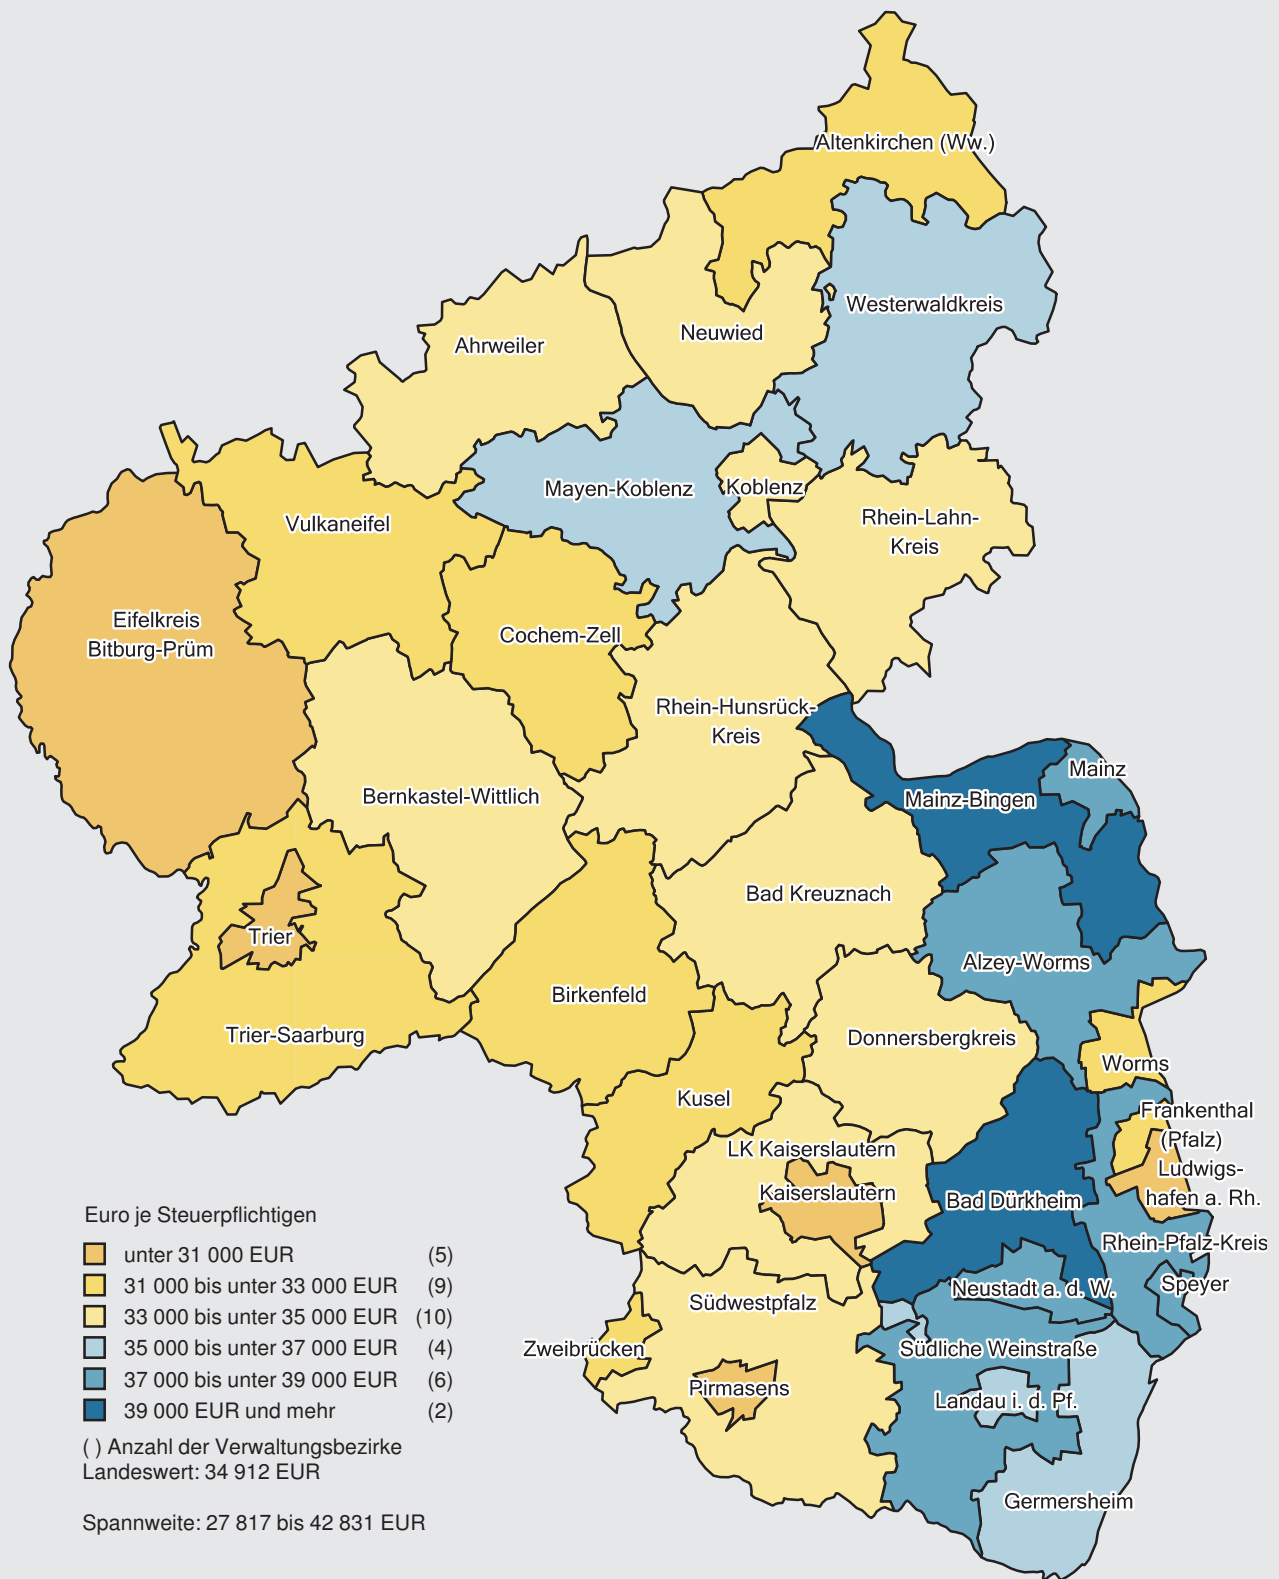 Altenkirchen (Ww.)
Westerwaldkreis
Neuwied
Ahrweiler
Mayen-Koblenz
Koblenz
Rhein-Lahn-
Kreis
Vulkaneifel
Eifelkreis
Bitburg-Prüm
Cochem-Zell
Rhein-Hunsrück-
Kreis
Mainz
Mainz-Bingen
Bernkastel-Wittlich
Bad Kreuznach
Trier
Alzey-Worms
Birkenfeld
Trier-Saarburg
Donnersbergkreis
Worms
Kusel
Frankenthal
(Pfalz)
LK Kaiserslautern
Ludwigs-
hafen a. Rh.
Kaiserslautern
Bad Dürkheim
Rhein-Pfalz-Kreis
Neustadt a. d. W.
Speyer
Südwestpfalz
Zweibrücken
Südliche Weinstraße
Pirmasens
Landau i. d. Pf.
Germersheim
Euro je Steuerpflichtigen
unter 31 000 EUR (5)
31 000 bis unter 33 000 EUR (9)
33 000 bis unter 35 000 EUR (10)
35 000 bis unter 37 000 EUR (4)
37 000 bis unter 39 000 EUR (6)
39 000 EUR und mehr (2)
( ) Anzahl der Verwaltungsbezirke
Landeswert: 34 912 EUR
Spannweite: 27 817 bis 42 831 EUR